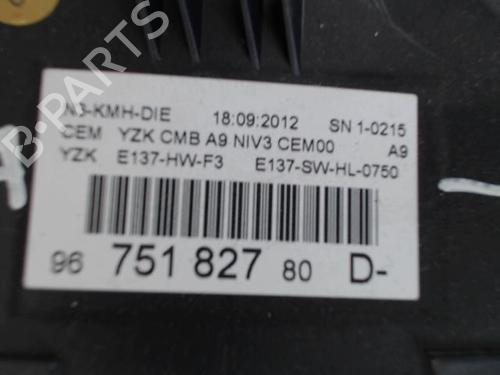 N3-KMH-DIE 18:09:2012 SN 1-0215
CEM YZK CMB A9 NIV3 CEM00 A9
YZK E137-HW-F3 E137-SW-HL-0750
96 751 827 80 D-
B-PARTS